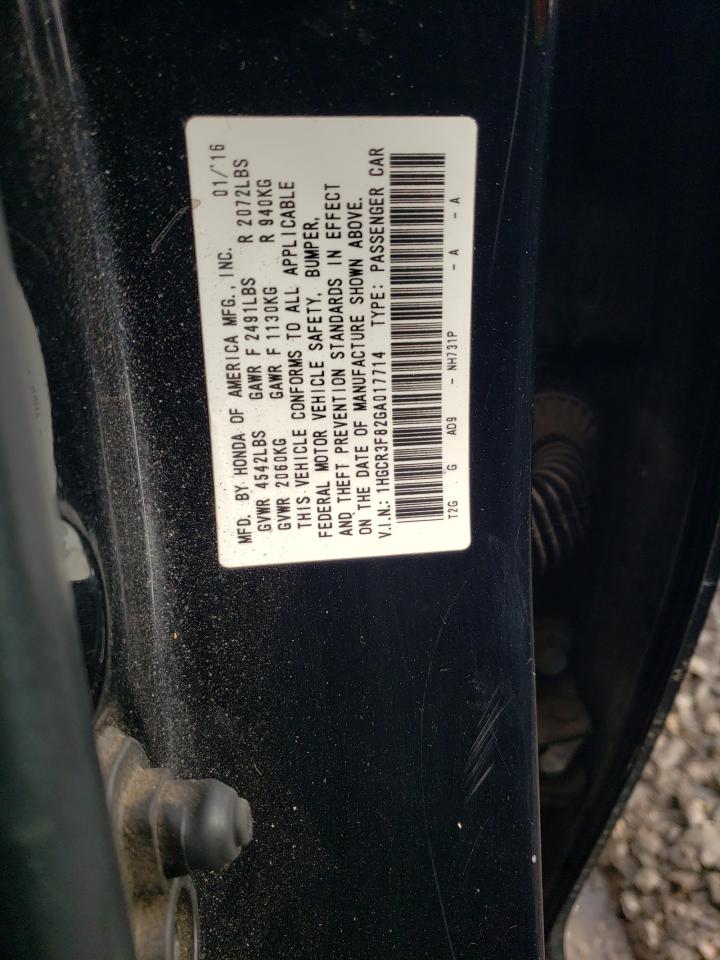 MFD. BY HONDA OF AMERICA MFG., INC. 01/'16
GVWR 4542LBS GAWR F 2491LBS R 2072LBS
GVWR 2060KG GAWR F 1130KG R 940KG
THIS VEHICLE CONFORMS TO ALL APPLICABLE
FEDERAL MOTOR VEHICLE SAFETY, BUMPER,
AND THEFT PREVENTION STANDARDS IN EFFECT
ON THE DATE OF MANUFACTURE SHOWN ABOVE.
V.I.N.: 1HGCR3F82GA017714 TYPE: PASSENGER CAR
T2G G AD9 - NH731P - A - A